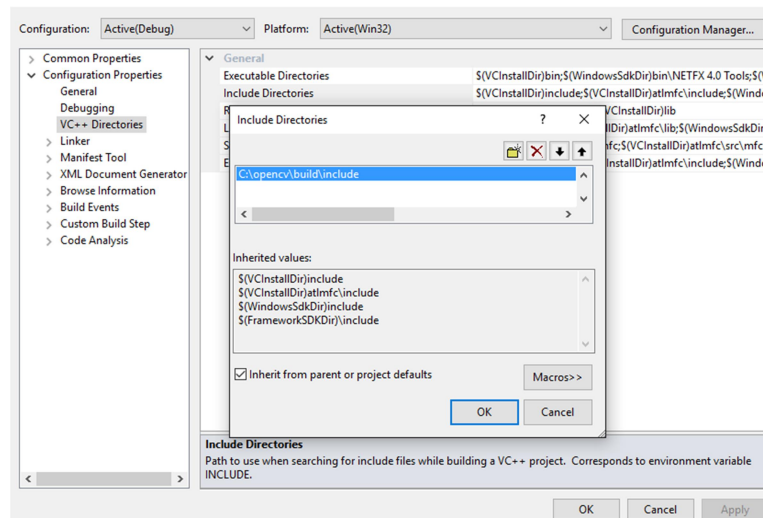 Configuration: Active(Debug) Platform: Active(Win32) Configuration Manager...
Common Properties
Configuration Properties
General
Debugging
VC++ Directories
Linker
Manifest Tool
XML Document Generator
Browse Information
Build Events
Custom Build Step
Code Analysis
General
Executable Directories $(VCInstallDir)bin;$(WindowsSdkDir)bin\NETFX 4.0 Tools;$(
Include Directories $(VCInstallDir)include;$(VCInstallDir)atlmfc\include;$(Wind
Include Directories ? ×
C:\opencv\build\include
Inherited values:
$(VCInstallDir)include
$(VCInstallDir)atlmfc\include
$(WindowsSdkDir)include
$(FrameworkSDKDir)\include
Inherit from parent or project defaults
Macros>>
OK Cancel
VCInstallDir)lib
lDir)atlmfc\lib;$(WindowsSdkDir
fc;$(VCInstallDir)atlmfc\src\mfc
nstallDir)atlmfc\include;$(Wind
Include Directories
Path to use when searching for include files while building a VC++ project. Corresponds to environment variable
INCLUDE.
OK Cancel Apply